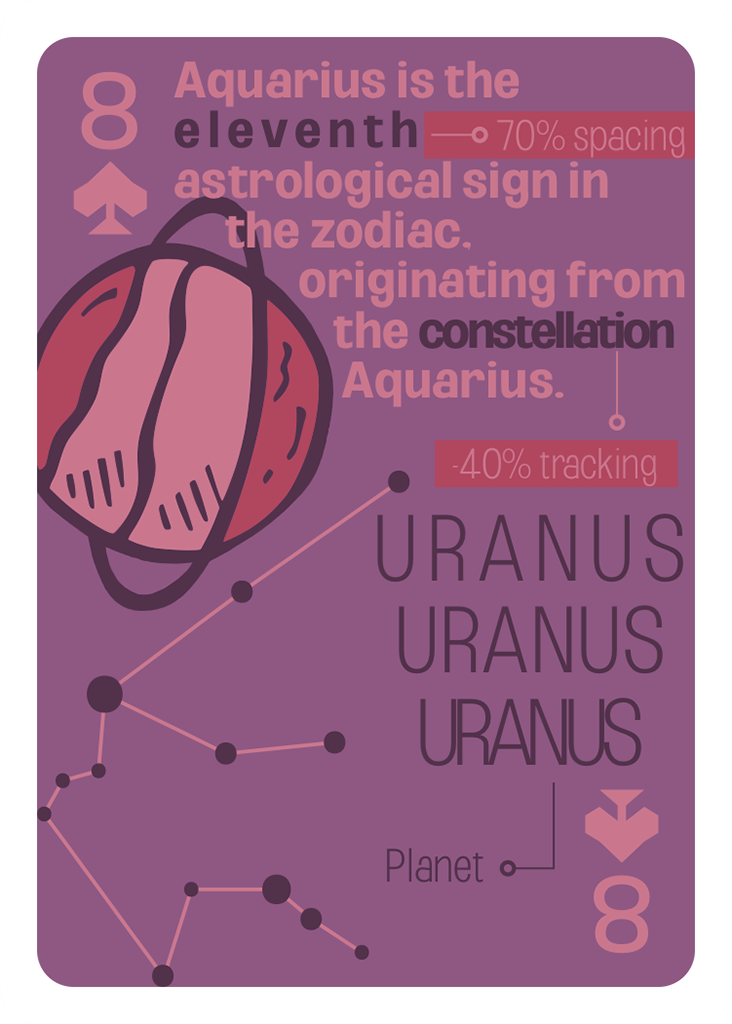 8
Aquarius is the
eleventh 70% spacing
astrological sign in
the zodiac,
originating from
the constellation
Aquarius.
-40% tracking
URANUS
URANUS
URANUS
Planet
8